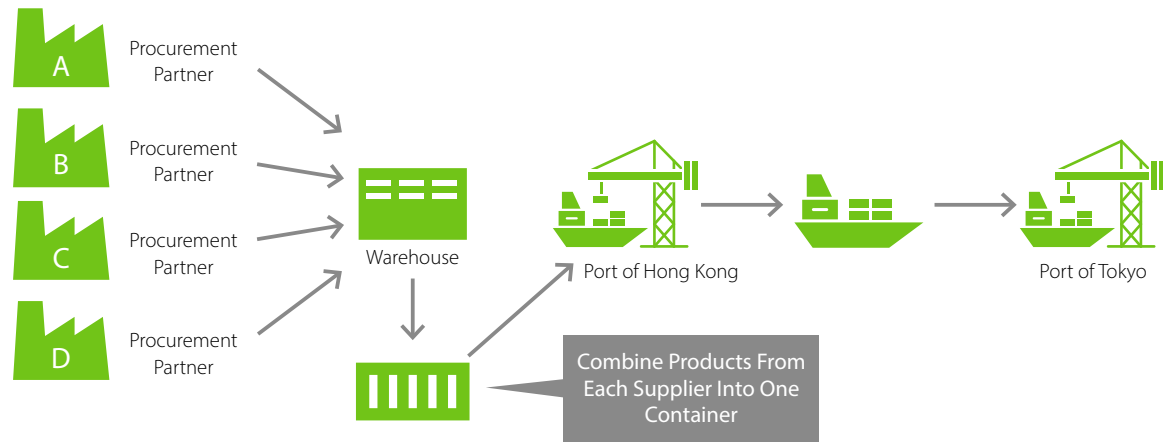 A
Procurement
Partner
B
Procurement
Partner
C
Procurement
Partner
D
Procurement
Partner
Warehouse
Port of Hong Kong
Port of Tokyo
Combine Products From
Each Supplier Into One
Container